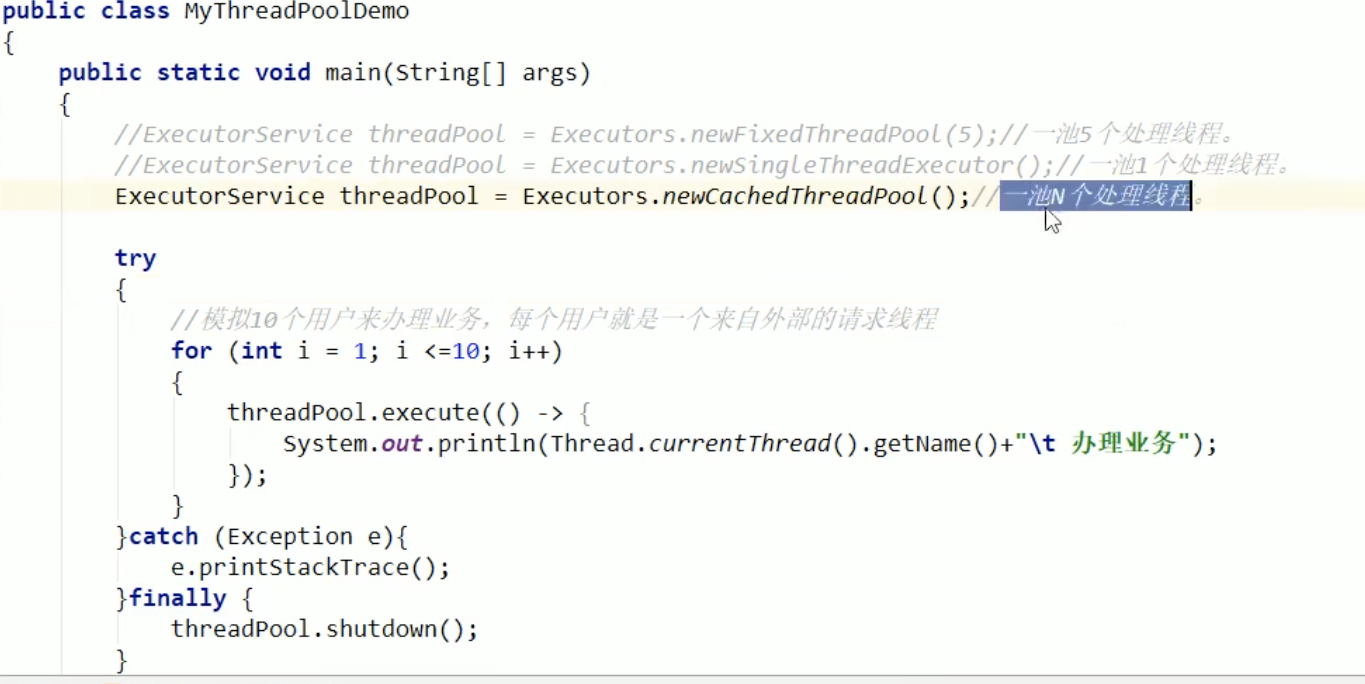 public class MyThreadPoolDemo
{
public static void main(String[] args)
{
//ExecutorService threadPool = Executors.newFixedThreadPool(5);//一池5个处理线程。
//ExecutorService threadPool = Executors.newSingleThreadExecutor();//一池1个处理线程。
ExecutorService threadPool = Executors.newCachedThreadPool();//一池N个处理线程。
try
{
//模拟10个用户来办理业务，每个用户就是一个来自外部的请求线程
for (int i = 1; i <=10; i++)
{
threadPool.execute(() -> {
System.out.println(Thread.currentThread().getName()+"\t 办理业务");
});
}
}catch (Exception e){
e.printStackTrace();
}finally {
threadPool.shutdown();
}